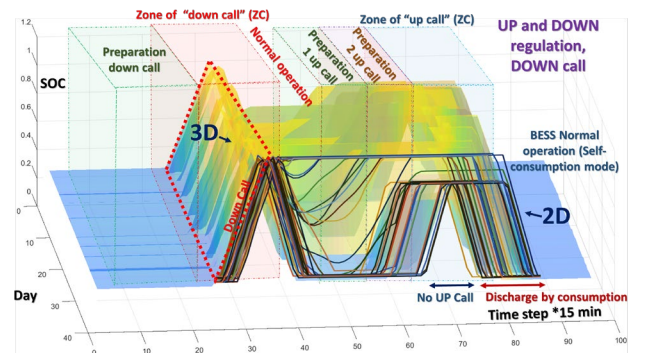 Zone of "down call" (ZC)
Zone of "up call" (ZC)
UP and DOWN
regulation,
DOWN call
Preparation
down call
Normal operation
Preparation
1 up call
Preparation
2 up call
SOC
1.2
1
0.8
0.6
0.4
0.2
0
3D
Down Call
BESS Normal
operation (Self-
consumption mode)
2D
0
10
20
30
40
Day
No UP Call
Discharge by consumption
Time step *15 min
0
10
20
30
40
50
60
70
80
90
100